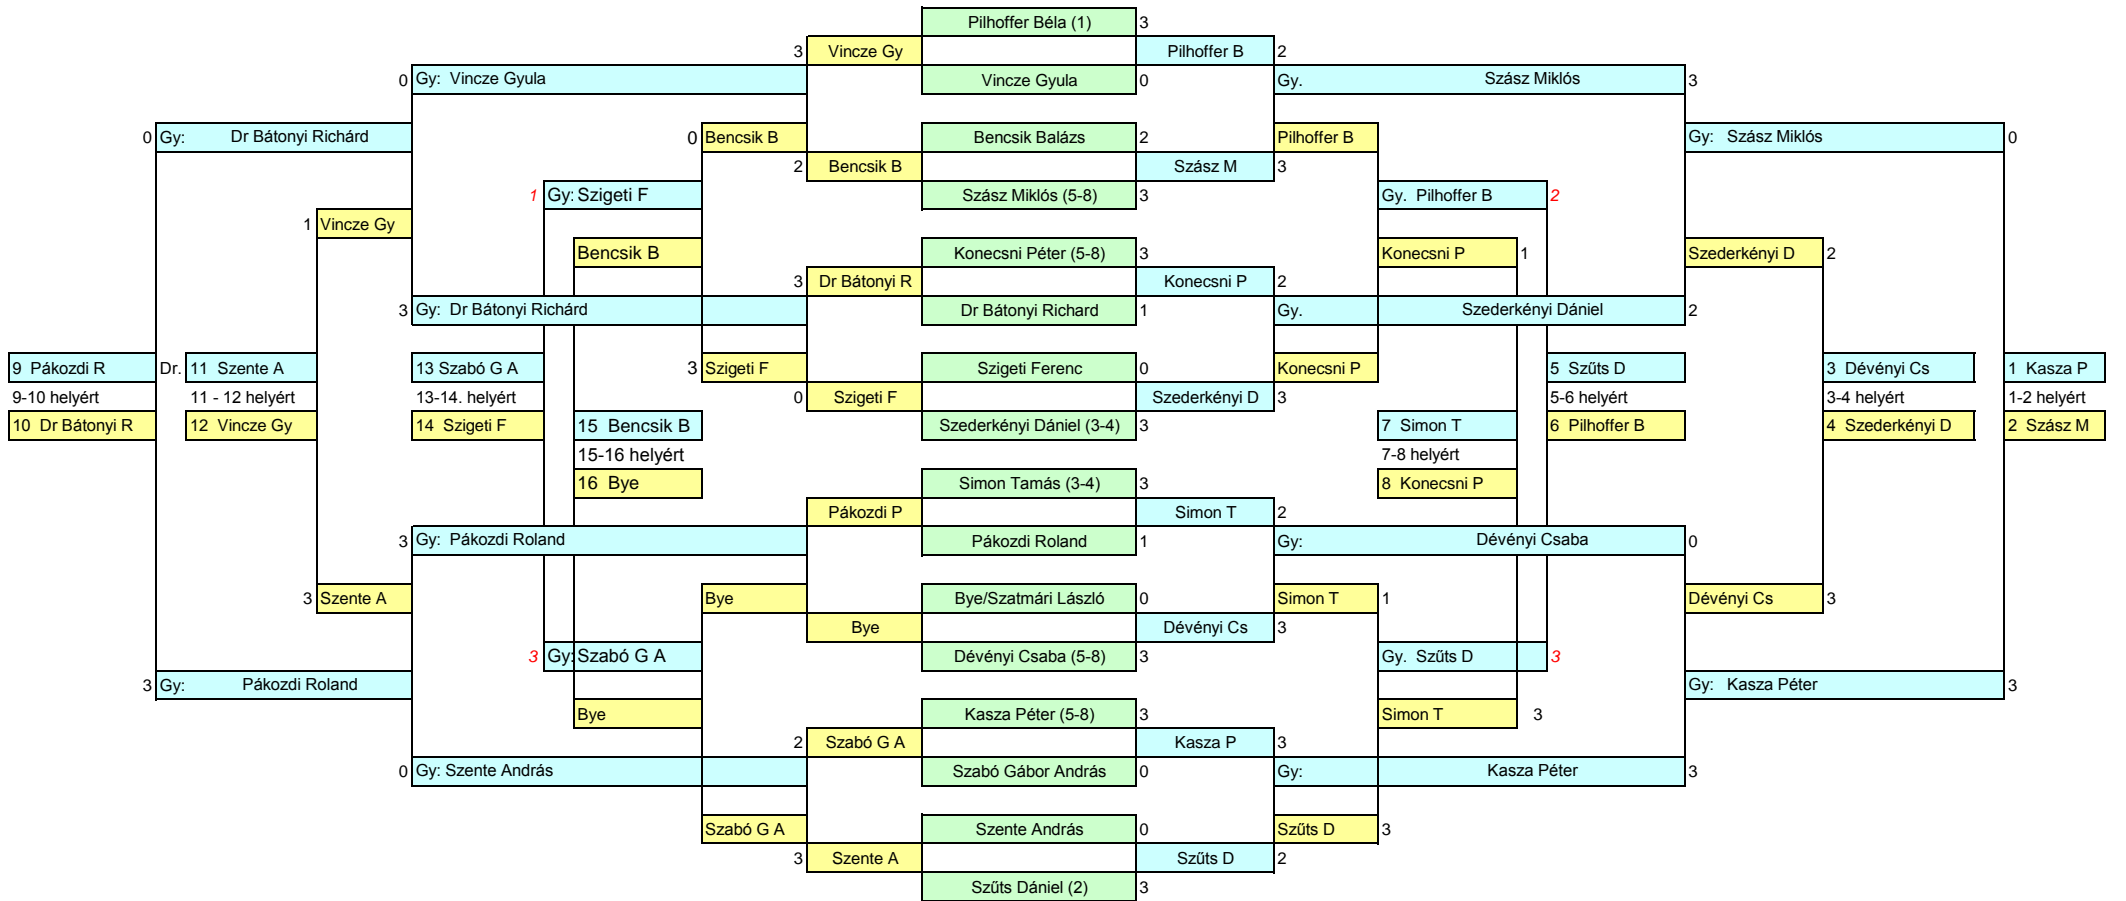 Pilhoffer Béla (1) 3
3 Vincze Gy Pilhoffer B 2
0 Gy: Vincze Gyula Vincze Gyula 0 Gy. Szász Miklós 3
0 Gy: Dr Bátonyi Richárd 0 Bencsik B Bencsik Balázs 2 Pilhoffer B Gy: Szász Miklós 0
2 Bencsik B Szász M 3
1 Gy: Szigeti F Szász Miklós (5-8) 3 Gy. Pilhoffer B 2
1 Vincze Gy
Bencsik B Konecsni Péter (5-8) 3 Konecsni P 1 Szederkényi D 2
3 Dr Bátonyi R Konecsni P 2
3 Gy: Dr Bátonyi Richárd Dr Bátonyi Richard 1 Gy. Szederkényi Dániel 2
9 Pákozdi R Dr. 11 Szente A 13 Szabó G A 3 Szigeti F Szigeti Ferenc 0 Konecsni P 5 Szűts D 3 Dévényi Cs 1 Kasza P
9-10 helyért 11 - 12 helyért 13-14. helyért 0 Szigeti F Szederkényi D 3 5-6 helyért 3-4 helyért 1-2 helyért
10 Dr Bátonyi R 12 Vincze Gy 14 Szigeti F 15 Bencsik B Szederkényi Dániel (3-4) 3 7 Simon T 6 Pilhoffer B 4 Szederkényi D 2 Szász M
15-16 helyért 7-8 helyért
16 Bye Simon Tamás (3-4) 3 8 Konecsni P
Pákozdi P Simon T 2
3 Gy: Pákozdi Roland Pákozdi Roland 1 Gy: Dévényi Csaba 0
3 Szente A Bye Bye/Szatmári László 0 Simon T 1 Dévényi Cs 3
Bye Dévényi Cs 3
3 Gy: Szabó G A Dévényi Csaba (5-8) 3 Gy. Szűts D 3
3 Gy: Pákozdi Roland Gy: Kasza Péter 3
Bye Kasza Péter (5-8) 3 Simon T 3
2 Szabó G A Kasza P 3
0 Gy: Szente András Szabó Gábor András 0 Gy: Kasza Péter 3
Szabó G A Szente András 0 Szűts D 3
3 Szente A Szűts D 2
Szűts Dániel (2) 3